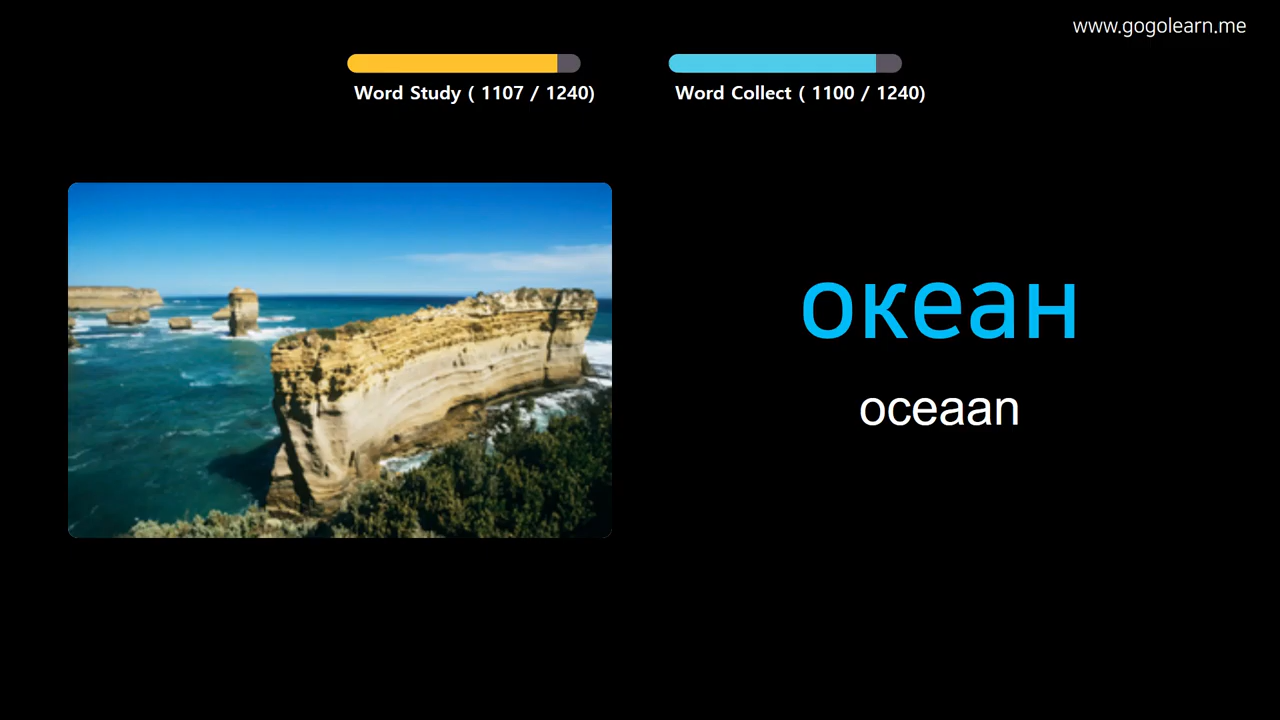 www.gogolearn.me
Word Study ( 1107 / 1240)
Word Collect ( 1100 / 1240)
океан
oceaan